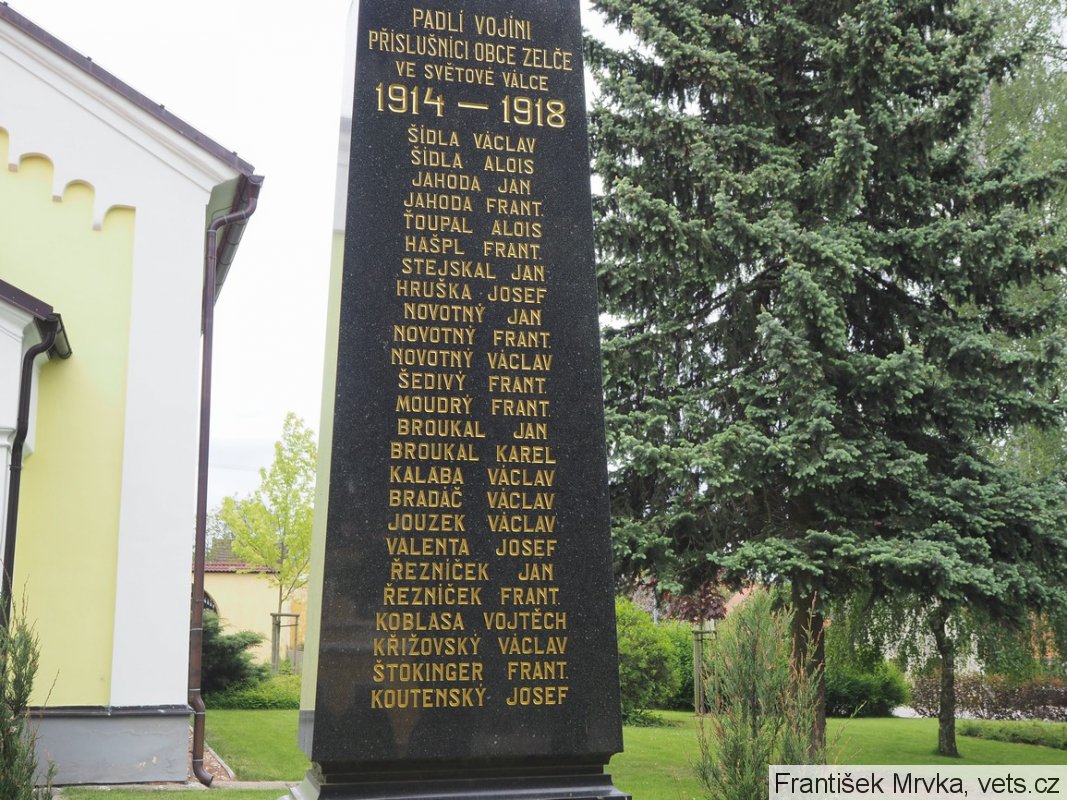 PADLÍ VOJÍNI
PŘÍSLUŠNÍCI OBCE ZELČE
VE SVĚTOVÉ VÁLCE
1914 — 1918
ŠÍDLA VÁCLAV
ŠÍDLA ALOIS
JAHODA JAN
JAHODA FRANT.
ŤOUPAL ALOIS
HAŠPL FRANT.
STEJSKAL JAN
HRUŠKA JOSEF
NOVOTNÝ JAN
NOVOTNÝ FRANT.
NOVOTNÝ VÁCLAV
ŠEDIVÝ FRANT.
MOUDRÝ FRANT.
BROUKAL JAN
BROUKAL KAREL
KALABA VÁCLAV
BRADÁČ VÁCLAV
JOUZEK VÁCLAV
VALENTA JOSEF
ŘEZNÍČEK JAN
ŘEZNÍČEK FRANT.
KOBLASA VOJTĚCH
KŘÍŽOVSKÝ VÁCLAV
ŠTOKINGER FRANT.
KOUTENSKÝ JOSEF
František Mrvka, vets.cz